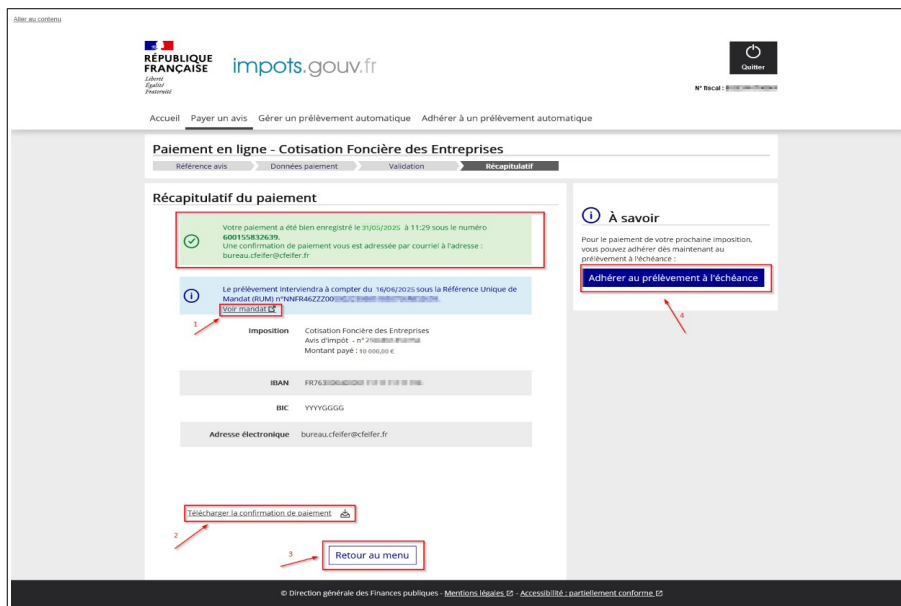 Aller au contenu
RÉPUBLIQUE
FRANÇAISE
Liberté
Égalité
Fraternité
impots.gouv.fr
Quitter
N° fiscal :
Accueil Payer un avis Gérer un prélèvement automatique Adhérer à un prélèvement automatique
Paiement en ligne - Cotisation Foncière des Entreprises
Référence avis Données paiement Validation Récapitulatif
Récapitulatif du paiement
Votre paiement a été bien enregistré le 31/05/2025 à 11:29 sous le numéro
600155832639.
Une confirmation de paiement vous est adressée par courriel à l'adresse :
bureau.cfeifer@cfeifer.fr
Le prélèvement interviendra à compter du 16/06/2025 sous la Référence Unique de
Mandat (RUM) n°NNFR46ZZZ00
Voir mandat
1
Imposition Cotisation Foncière des Entreprises
Avis d'impôt - n°
Montant payé : 10 000,00 €
IBAN FR763
BIC YYYYGGGG
Adresse électronique bureau.cfeifer@cfeifer.fr
Télécharger la confirmation de paiement
2
3
Retour au menu
À savoir
Pour le paiement de votre prochaine imposition,
vous pouvez adhérer dès maintenant au
prélèvement à l'échéance :
Adhérer au prélèvement à l'échéance
4
© Direction générale des Finances publiques - Mentions légales - Accessibilité : partiellement conforme